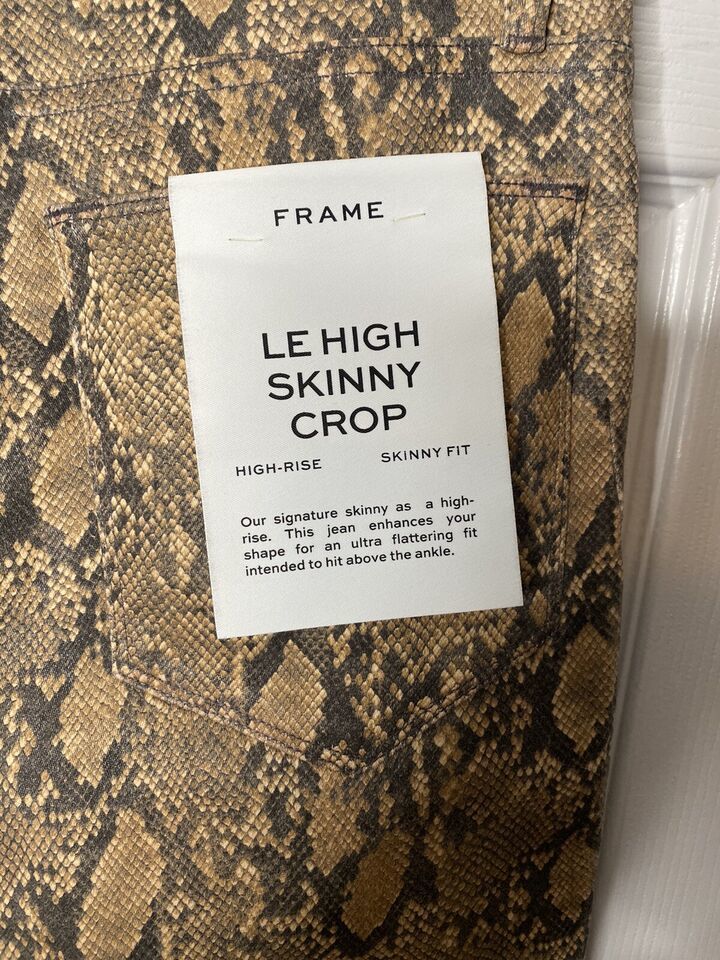 FRAME
LE HIGH
SKINNY
CROP
HIGH-RISE SKINNY FIT
Our signature skinny as a high-
rise. This jean enhances your
shape for an ultra flattering fit
intended to hit above the ankle.